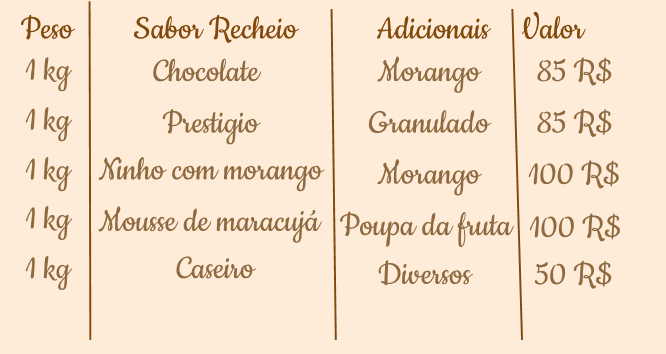 Peso Sabor Recheio Adicionais Valor
1 kg Chocolate Morango 85 R$
1 kg Prestigio Granulado 85 R$
1 kg Ninho com morango Morango 100 R$
1 kg Mousse de maracujá Poupa da fruta 100 R$
1 kg Caseiro Diversos 50 R$